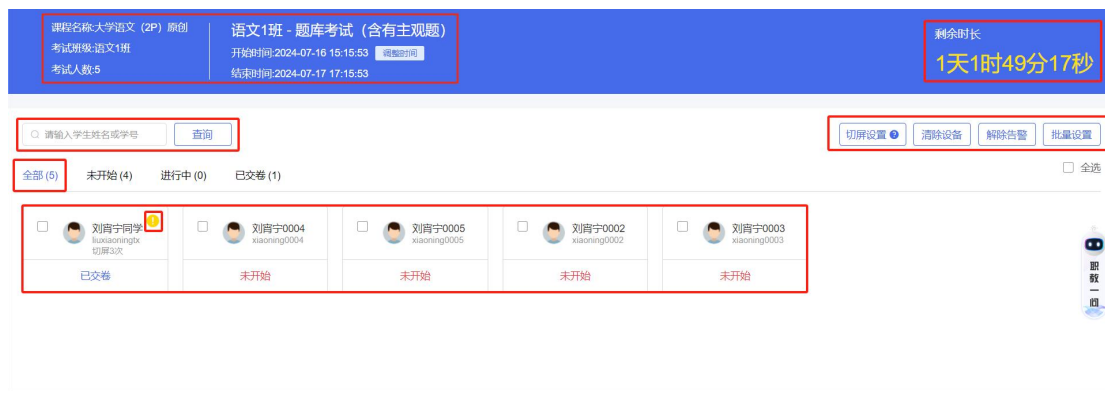 课程名称:大学语文（2P）原创
考试班级:语文1班
考试人数:5
语文1班 - 题库考试（含有主观题）
开始时间:2024-07-16 15:15:53 调整时间
结束时间:2024-07-17 17:15:53
剩余时长
1天1时49分17秒
请输入学生姓名或学号 查询
切屏设置 清除设备 解除告警 批量设置
全部 (5) 未开始 (4) 进行中 (0) 已交卷 (1)
全选
刘宵宁同学
liuxiaoningtx
切屏3次
已交卷
刘宵宁0004
xiaoning0004
未开始
刘宵宁0005
xiaoning0005
未开始
刘宵宁0002
xiaoning0002
未开始
刘宵宁0003
xiaoning0003
未开始
职教一问